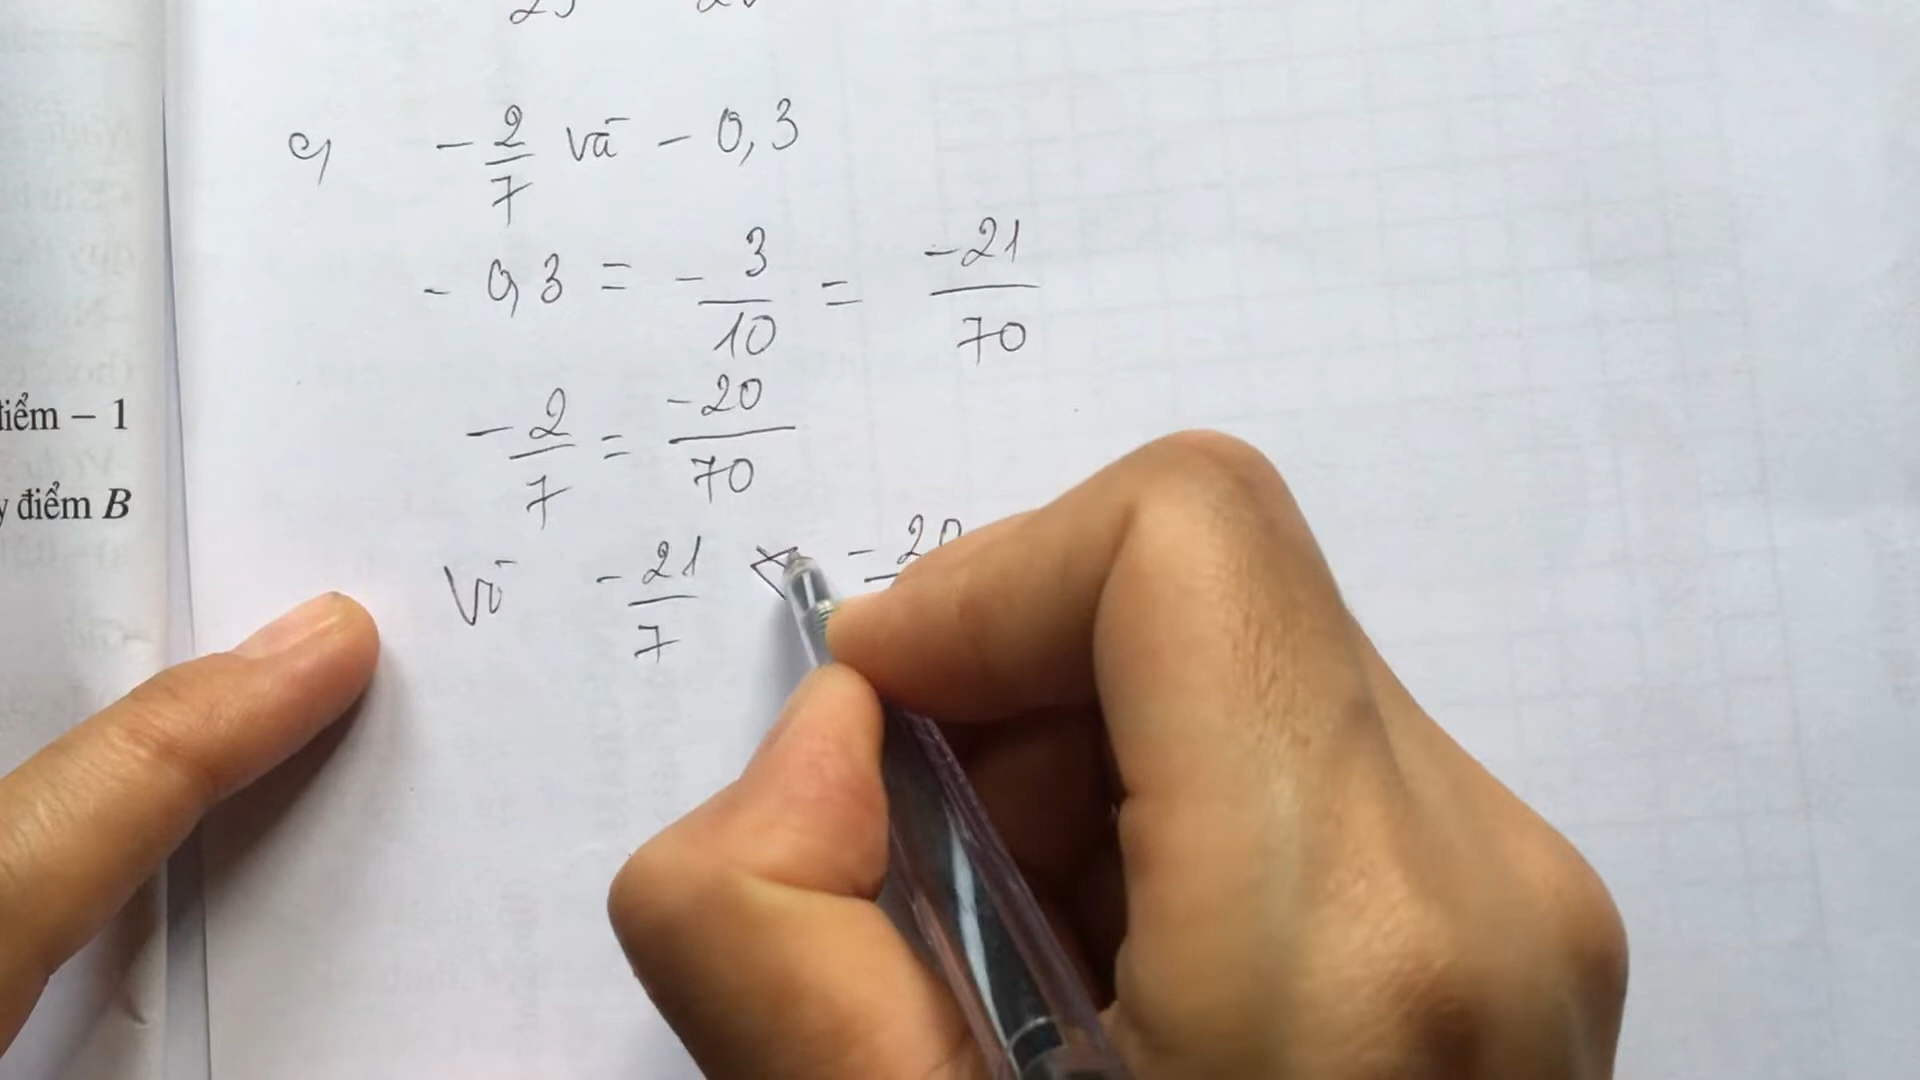 c) - 2/7 và - 0,3
- 0,3 = - 3/10 = -21/70
- 2/7 = -20/70
Vì -21/7 < -20
điểm – 1
điểm B